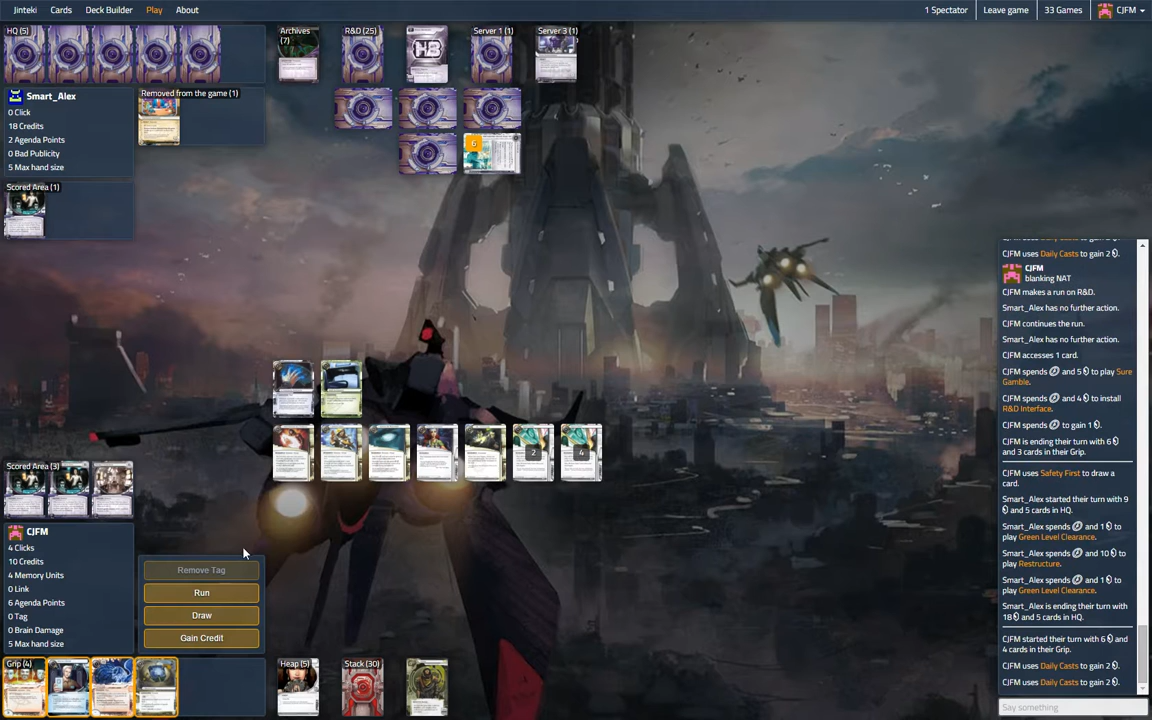 Jinteki
Cards
Deck Builder
Play
About
1 Spectator
Leave game
33 Games
CJFM
HQ (5)
Archives
(7)
R&D (25)
Server 1 (1)
Server 3 (1)
HB
Smart_Alex
0 Click
18 Credits
2 Agenda Points
0 Bad Publicity
5 Max hand size
Removed from the game (1)
6
Scored Area (1)
2
4
Scored Area (3)
CJFM
4 Clicks
10 Credits
4 Memory Units
0 Link
6 Agenda Points
0 Tag
0 Brain Damage
5 Max hand size
Remove Tag
Run
Draw
Gain Credit
Grip (4)
Heap (5)
Stack (30)
CJFM uses Daily Casts to gain 2
CJFM
blanking NAT
CJFM makes a run on R&D.
Smart_Alex has no further action.
CJFM continues the run.
Smart_Alex has no further action.
CJFM accesses 1 card.
CJFM spends and 5 to play Sure
Gamble.
CJFM spends and 4 to install
R&D Interface.
CJFM spends to gain 1 .
CJFM is ending their turn with 6
and 3 cards in their Grip.
CJFM uses Safety First to draw a
card.
Smart_Alex started their turn with 9
and 5 cards in HQ.
Smart_Alex spends and 1 to
play Green Level Clearance.
Smart_Alex spends and 10 to
play Restructure.
Smart_Alex spends and 1 to
play Green Level Clearance.
Smart_Alex is ending their turn with
18 and 5 cards in HQ.
CJFM started their turn with 6 and
4 cards in their Grip.
CJFM uses Daily Casts to gain 2 .
CJFM uses Daily Casts to gain 2 .
Say something